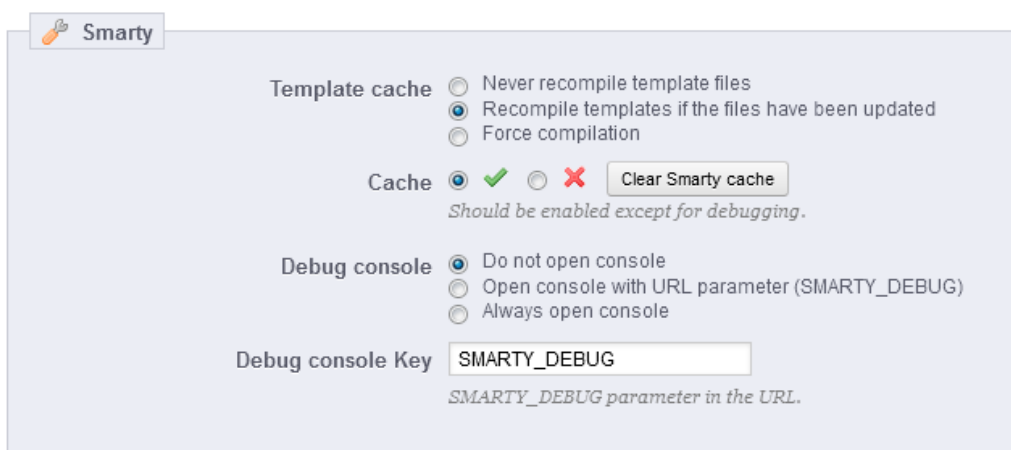 Smarty
Template cache Never recompile template files
Recompile templates if the files have been updated
Force compilation
Cache Clear Smarty cache
Should be enabled except for debugging.
Debug console Do not open console
Open console with URL parameter (SMARTY_DEBUG)
Always open console
Debug console Key SMARTY_DEBUG
SMARTY_DEBUG parameter in the URL.